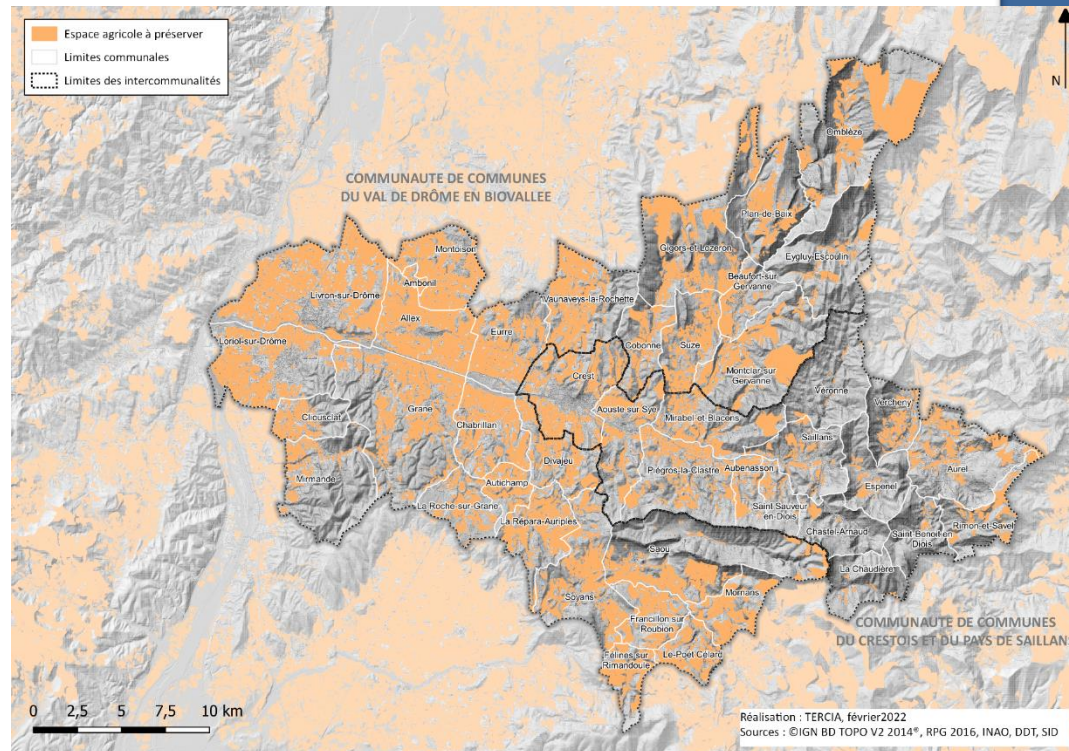 Espace agricole à préserver
Limites communales
Limites des intercommunalités
N
COMMUNAUTE DE COMMUNES
DU VAL DE DRÔME EN BIOVALLEE
Omblèze
Plan-de-Baix
Montoison
Gigors-et-Lozeron
Eygluy-Escoulin
Ambonil
Beaufort-sur
Gervanne
Livron-sur-Drôme
Vaunaveys-la-Rochette
Allex
Eurre
Loriol-sur-Drôme
Cobonne
Suze
Montclar-sur
Gervanne
Crest
Véronne
Vercheny
Cliousclat
Grane
Aouste sur Sye
Mirabel-et-Blacons
Chabrillan
Saillans
Divajeu
Piégros-la-Clastre
Aubenasson
Aurel
Mirmande
Autichamp
Espenel
La Roche-sur-Grane
Saint Sauveur
en-Diois
La Répara-Auriples
Chastel-Arnaud
Saint-Benoit-en
Diois
Rimon-et-Savel
Saou
La Chaudière
Soyans
Mornans
Francillon sur
Roubion
COMMUNAUTE DE COMMUNES
DU CRESTOIS ET DU PAYS DE SAILLANS
Félines-sur
Rimandoule
Le-Poët-Célard
0 2,5 5 7,5 10 km
Réalisation : TERCIA, février2022
Sources : ©IGN BD TOPO V2 2014®, RPG 2016, INAO, DDT, SID